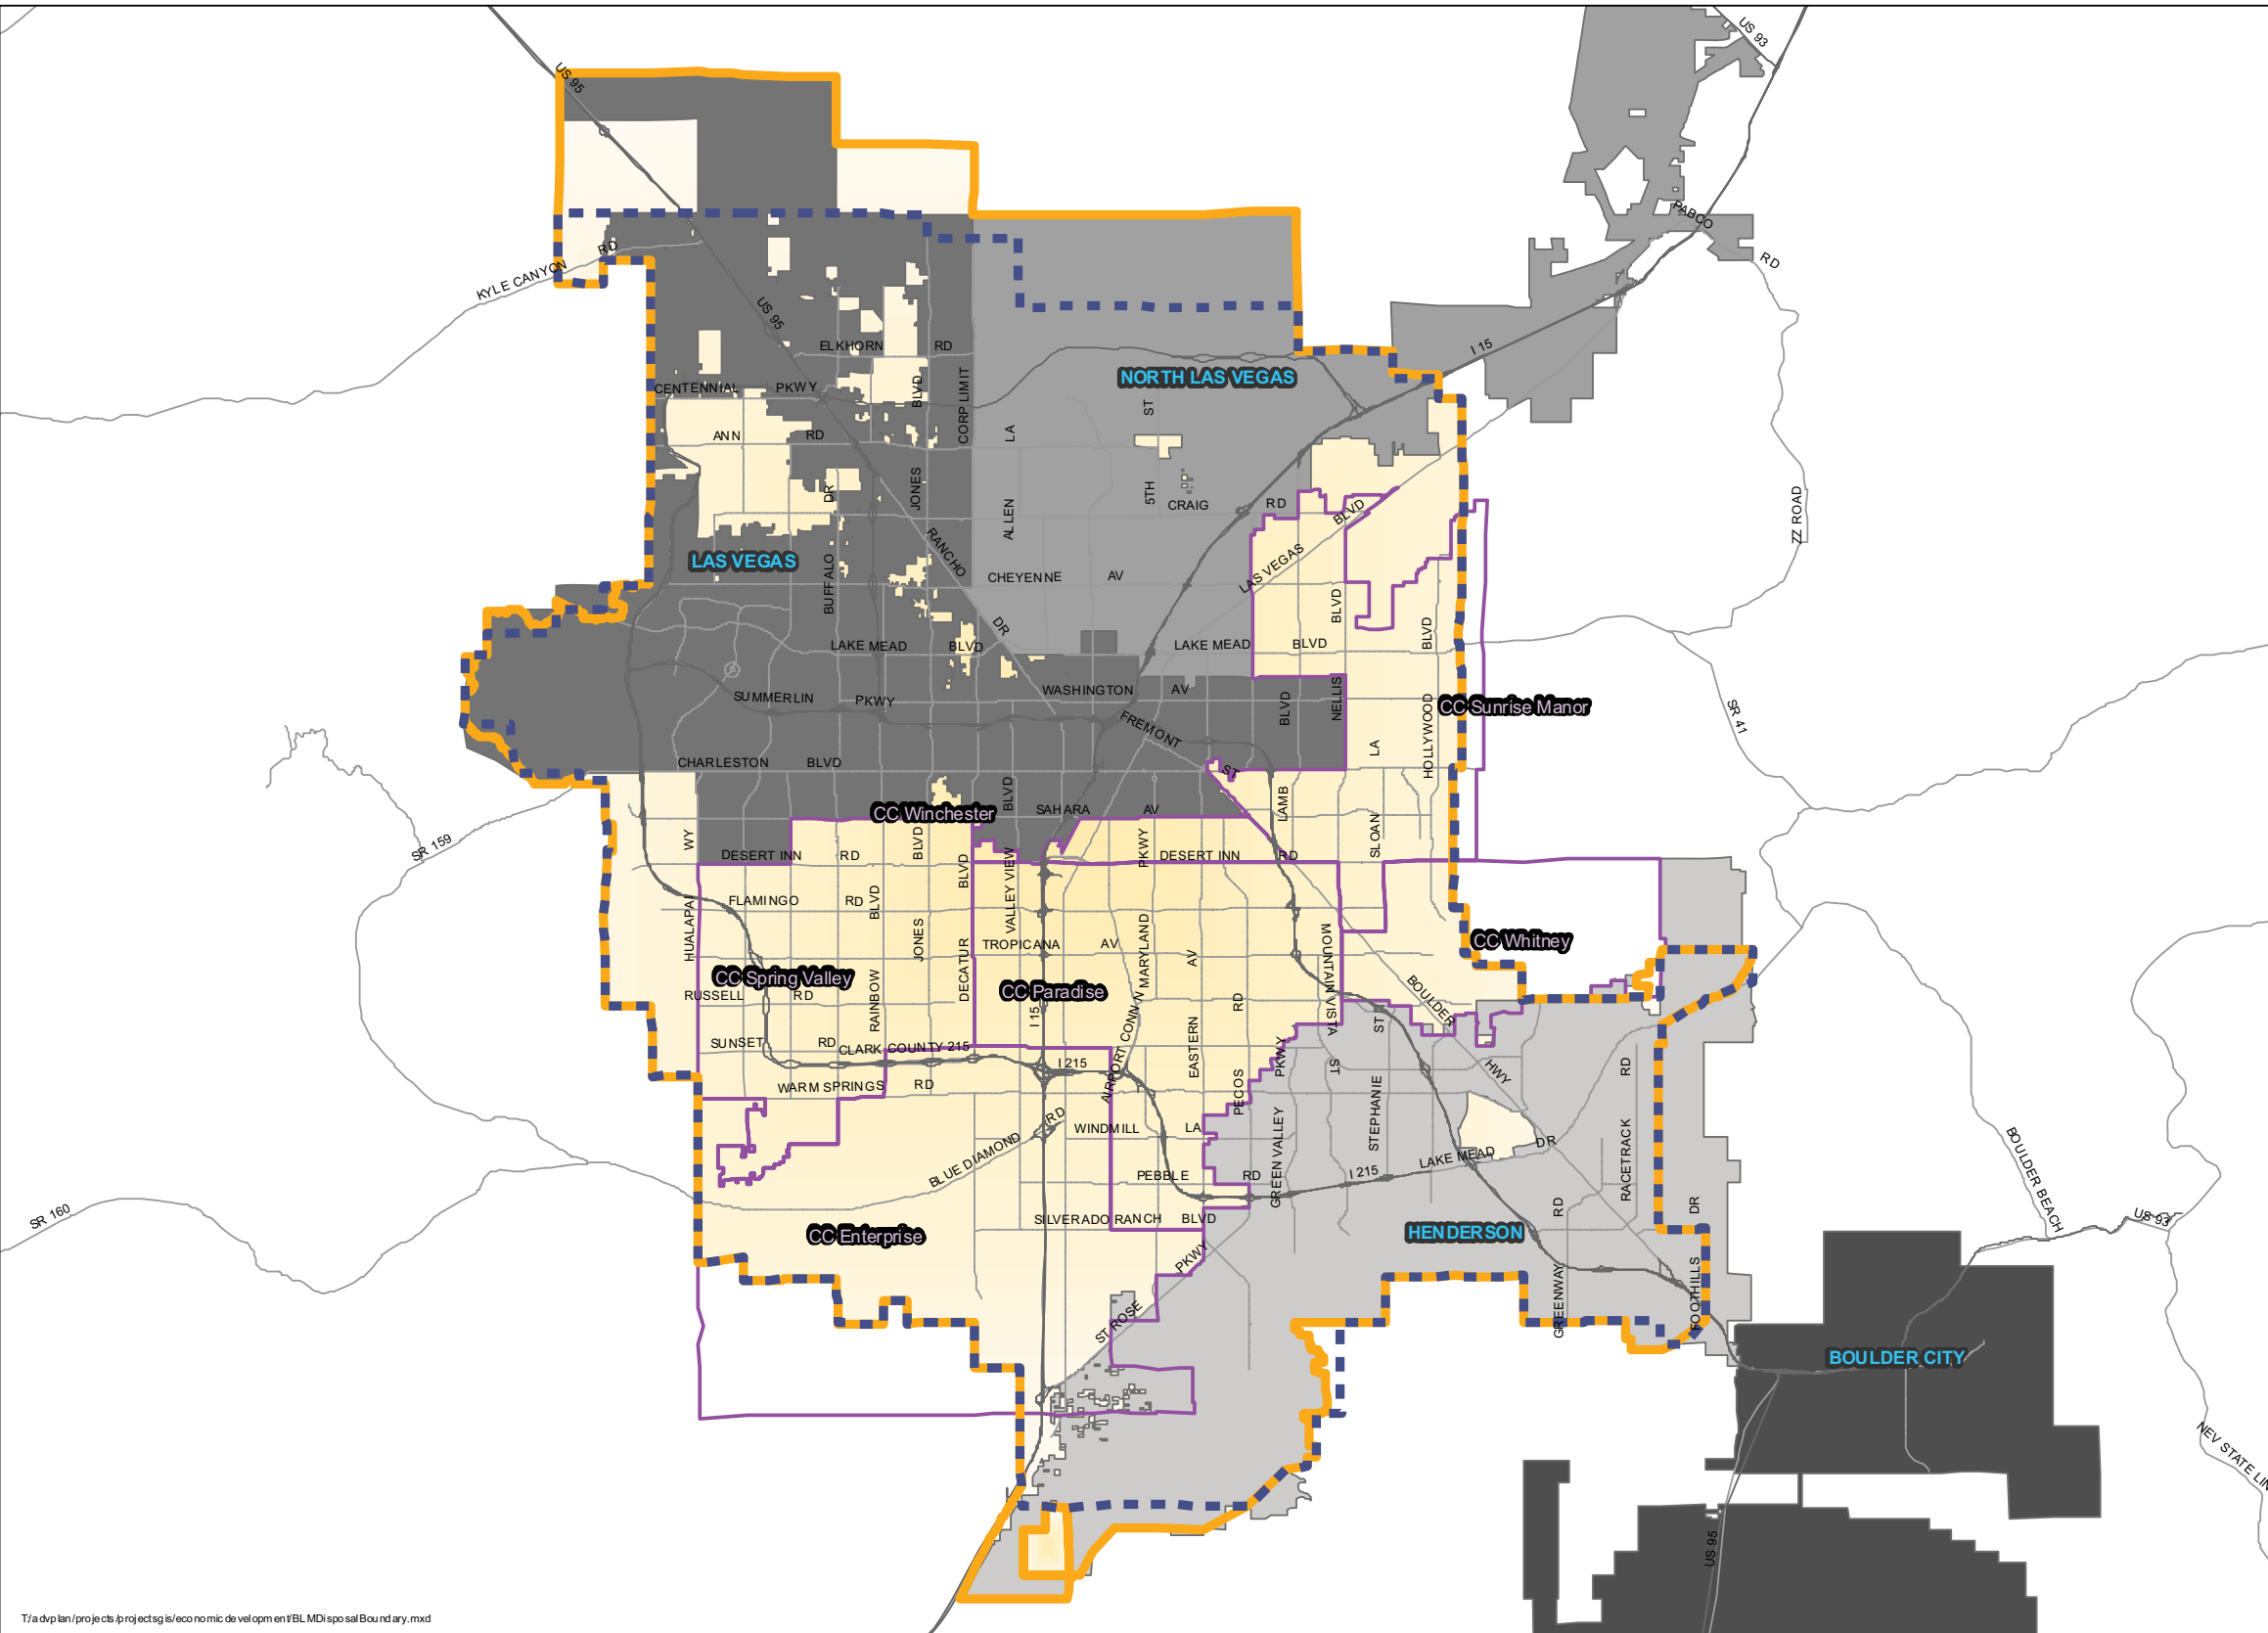 US 93
US 95
PABCO
RD
KYLE CANYON
RD
US 95
ELKHORN
RD
I 15
NORTH LAS VEGAS
CENTENNIAL
PKWY
BLVD
CORP LIMIT
ST
ANN
RD
LA
DR
JONES
ALLEN
5TH
CRAIG
RD
BLVD
ZZ ROAD
RANCHO
LAS VEGAS
LAS VEGAS
BUFFALO
CHEYENNE
AV
BLVD
DR
LAKE MEAD
BLVD
LAKE MEAD
BLVD
BLVD
SUMMERLIN
PKWY
WASHINGTON
AV
BLVD
NELLIS
HOLLYWOOD
CC Sunrise Manor
SR 41
FREMONT
ST
LA
CHARLESTON
BLVD
BLVD
CC Winchester
SAHARA
AV
LAMB
SLOAN
SR 159
WY
DESERT INN
RD
BLVD
BLVD
VALLEY VIEW
PKWY
DESERT INN
RD
FLAMINGO
RD
BLVD
HUALAPAI
JONES
DECATUR
TROPICANA
AV
MARYLAND
AV
MOUNTAIN VISTA
CC Whitney
CC Spring Valley
CC Paradise
RUSSELL
RD
RAINBOW
I 15
RD
BOULDER
ST
SUNSET
RD
CLARK COUNTY 215
I 215
AIRPORT CONN
EASTERN
PKWY
ST
HWY
RD
WARM SPRINGS
RD
PECOS
STEPHANIE
BLUE DIAMOND
RD
WINDMILL
LA
GREEN VALLEY
LAKE MEAD
DR
RACETRACK
BOULDER BEACH
PEBBLE
RD
I 215
RD
DR
SR 160
SILVERADO RANCH
BLVD
US 93
CC Enterprise
HENDERSON
PKWY
ST ROSE
GREENWAY
FOOTHILLS
BOULDER CITY
NEV STATE LIN
US 95
T:/advplan/projects/projectsgis/economicdevelopment/BLMDisposalBoundary.mxd